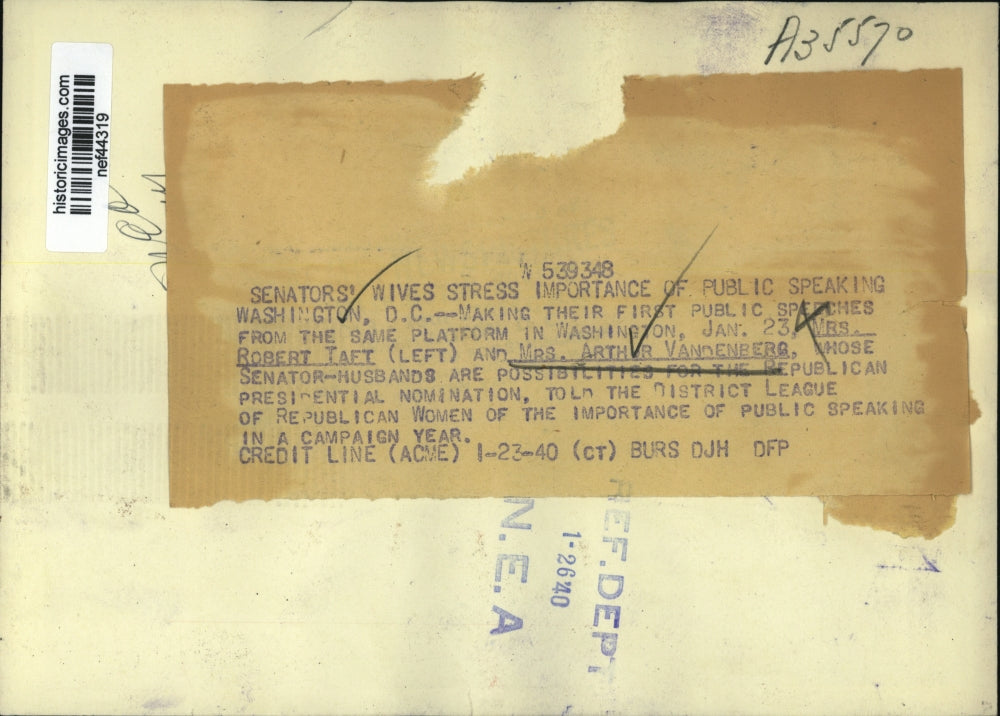 A35570
historicimages.com
nef44319
N 539348
SENATORS' WIVES STRESS IMPORTANCE OF PUBLIC SPEAKING
WASHINGTON, D.C.--MAKING THEIR FIRST PUBLIC SPEECHES
FROM THE SAME PLATFORM IN WASHINGTON, JAN. 23, MRS.
ROBERT TAFT (LEFT) AND MRS. ARTHUR VANDENBERG, WHOSE
SENATOR-HUSBANDS ARE POSSIBILITIES FOR THE REPUBLICAN
PRESIDENTIAL NOMINATION, TOLD THE DISTRICT LEAGUE
OF REPUBLICAN WOMEN OF THE IMPORTANCE OF PUBLIC SPEAKING
IN A CAMPAIGN YEAR.
CREDIT LINE (ACME) 1-23-40 (CT) BURS DJH DFP
REF. DEPT
1-26'40
N.E.A